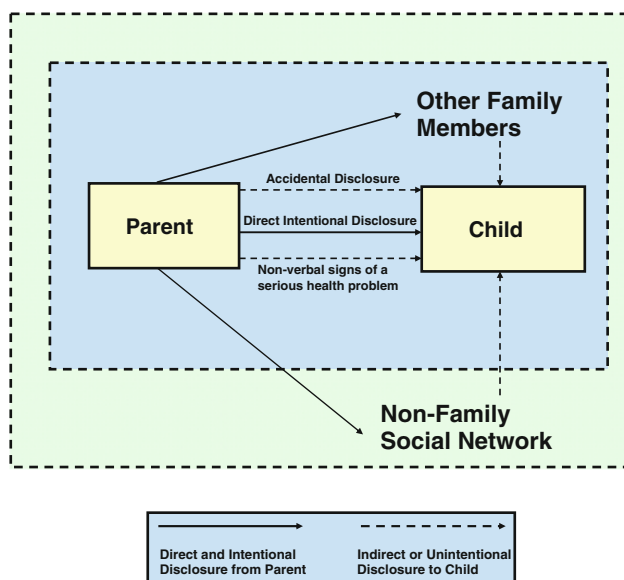 Other Family
Members
Accidental Disclosure
Parent
Direct Intentional Disclosure
Child
Non-verbal signs of a
serious health problem
Non-Family
Social Network
Direct and Intentional
Disclosure from Parent
Indirect or Unintentional
Disclosure to Child